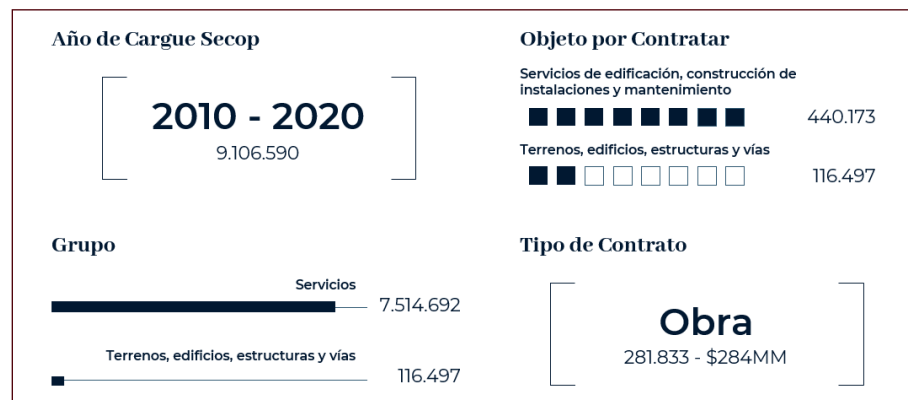 Año de Cargue Secop
2010 - 2020
9.106.590
Objeto por Contratar
Servicios de edificación, construcción de
instalaciones y mantenimiento
440.173
Terrenos, edificios, estructuras y vías
116.497
Grupo
Servicios
7.514.692
Terrenos, edificios, estructuras y vías
116.497
Tipo de Contrato
Obra
281.833 - $284MM